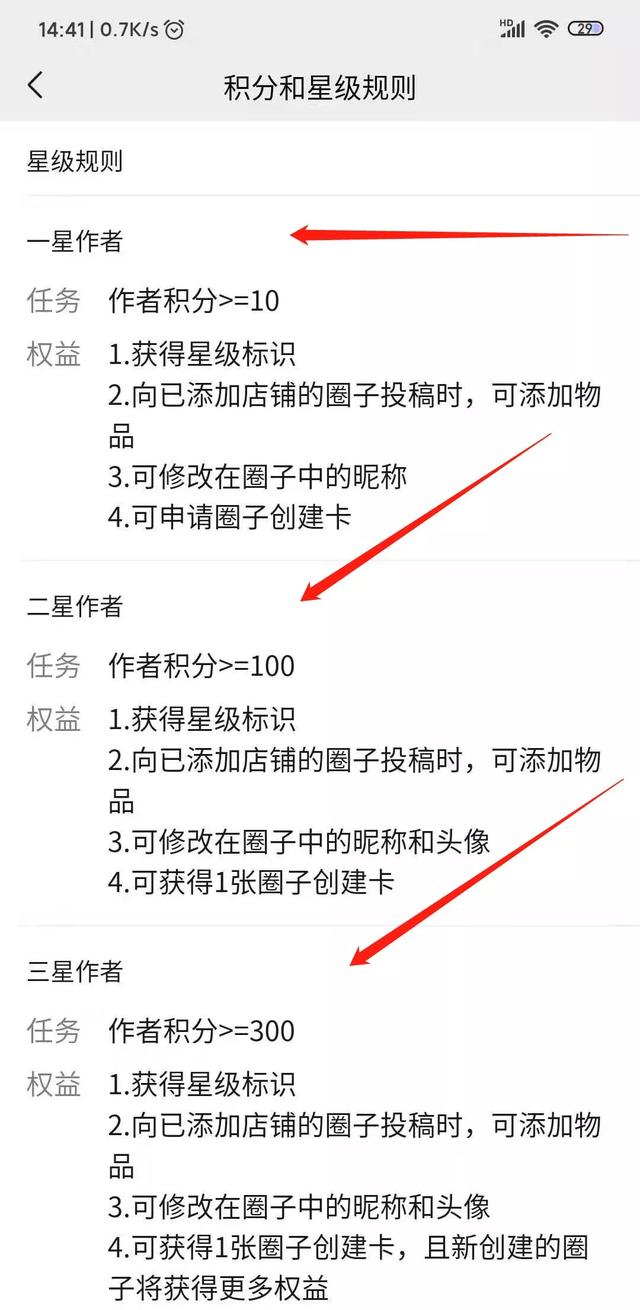 14:41 | 0.7K/s HD 29
积分和星级规则
星级规则
一星作者
任务 作者积分>=10
权益 1.获得星级标识
2.向已添加店铺的圈子投稿时，可添加物
品
3.可修改在圈子中的昵称
4.可申请圈子创建卡
二星作者
任务 作者积分>=100
权益 1.获得星级标识
2.向已添加店铺的圈子投稿时，可添加物
品
3.可修改在圈子中的昵称和头像
4.可获得1张圈子创建卡
三星作者
任务 作者积分>=300
权益 1.获得星级标识
2.向已添加店铺的圈子投稿时，可添加物
品
3.可修改在圈子中的昵称和头像
4.可获得1张圈子创建卡，且新创建的圈
子将获得更多权益